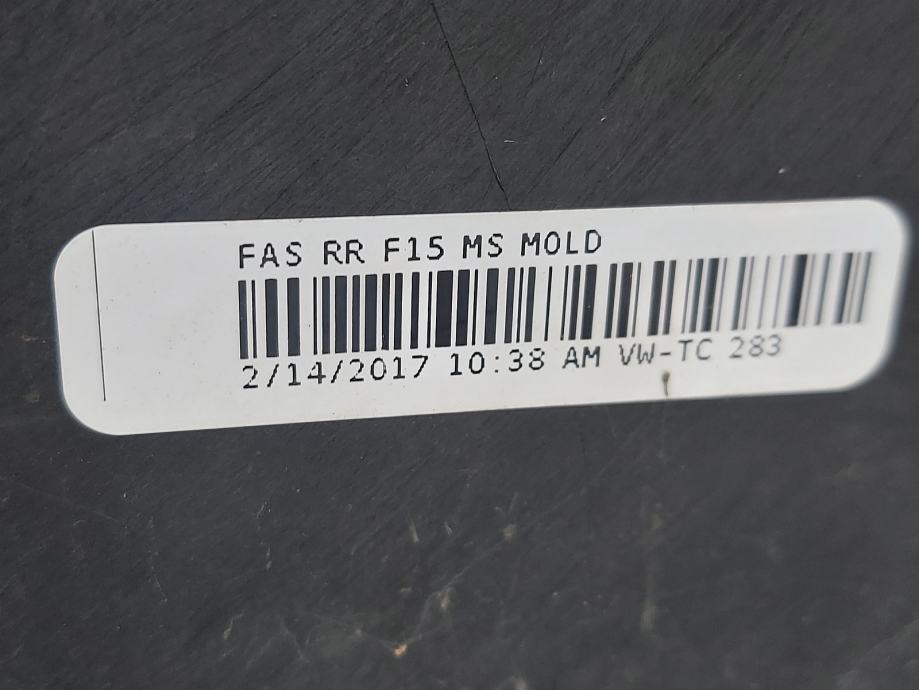 FAS RR F15 MS MOLD
2/14/2017 10:38 AM VW-TC 283